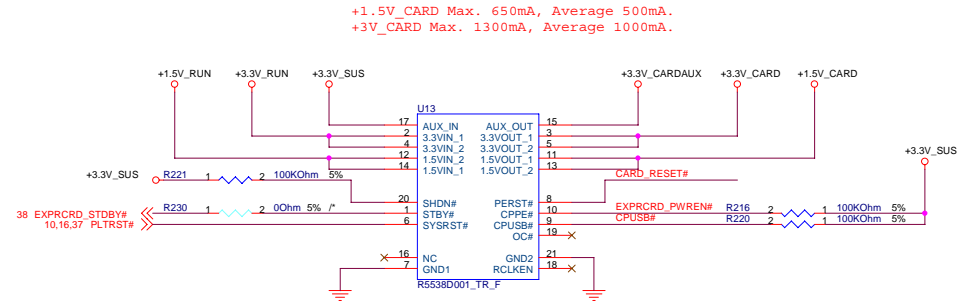 +1.5V_CARD Max. 650mA, Average 500mA.
+3V_CARD Max. 1300mA, Average 1000mA.
+1.5V_RUN +3.3V_RUN +3.3V_SUS +3.3V_CARDAUX +3.3V_CARD +1.5V_CARD
U13
17 AUX_IN AUX_OUT 15
2 3.3VIN_1 3.3VOUT_1 3
4 3.3VIN_2 3.3VOUT_2 5
12 1.5VIN_2 1.5VOUT_1 11
14 1.5VIN_1 1.5VOUT_2 13
+3.3V_SUS
+3.3V_SUS R221 1 2 100KOhm 5% CARD_RESET#
20 SHDN# PERST# 8
38 EXPRCRD_STDBY# R230 1 2 0Ohm 5% /* 1 STBY# CPPE# 10 EXPRCRD_PWREN# R216 2 1 100KOhm 5%
10,16,37 PLTRST# 6 SYSRST# CPUSB# 9 CPUSB# R220 2 1 100KOhm 5%
OC# 19
16 NC GND2 21
7 GND1 RCLKEN 18
R5538D001_TR_F